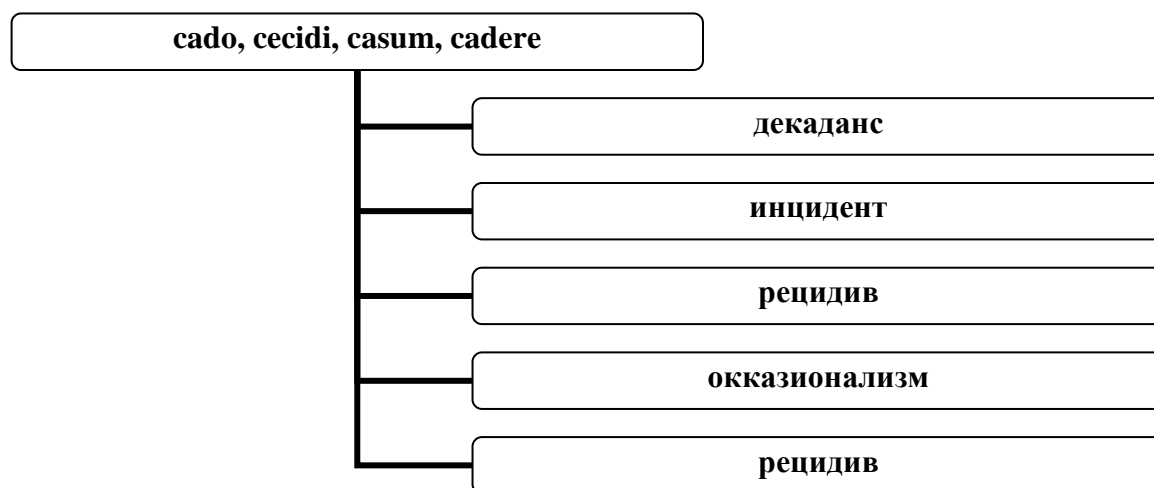 cado, cecidi, casum, cadere
декаданс
инцидент
рецидив
окказионализм
рецидив